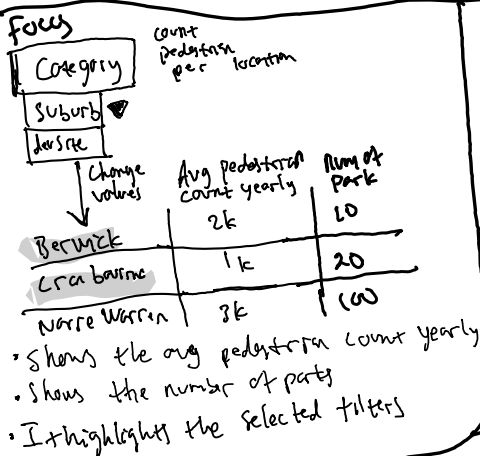 Focus
count
pedestrian
per location
Category
Suburb
Change
values
Avg pedestrian
count yearly
Num of
park
Berwick 2k 10
Cranbourne 1k 20
Narre Warren 3k 100
• Shows the avg pedestrian count yearly
• Shows the number of parks
• It highlights the selected filters